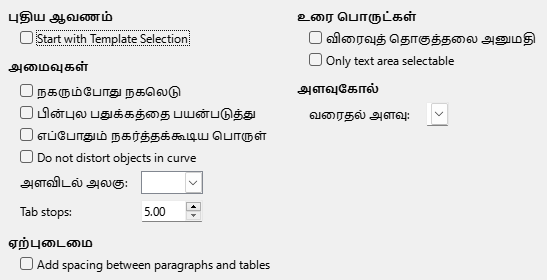 புதிய ஆவணம்
Start with Template Selection
அமைவுகள்
நகரும்போது நகலெடு
பின்புல பதுக்கத்தை பயன்படுத்து
எப்போதும் நகர்த்தக்கூடிய பொருள்
Do not distort objects in curve
அளவிடல் அலகு:
Tab stops: 5.00
ஏற்புடைமை
Add spacing between paragraphs and tables
உரை பொருட்கள்
விரைவுத் தொகுத்தலை அனுமதி
Only text area selectable
அளவுகோல்
வரைதல் அளவு: